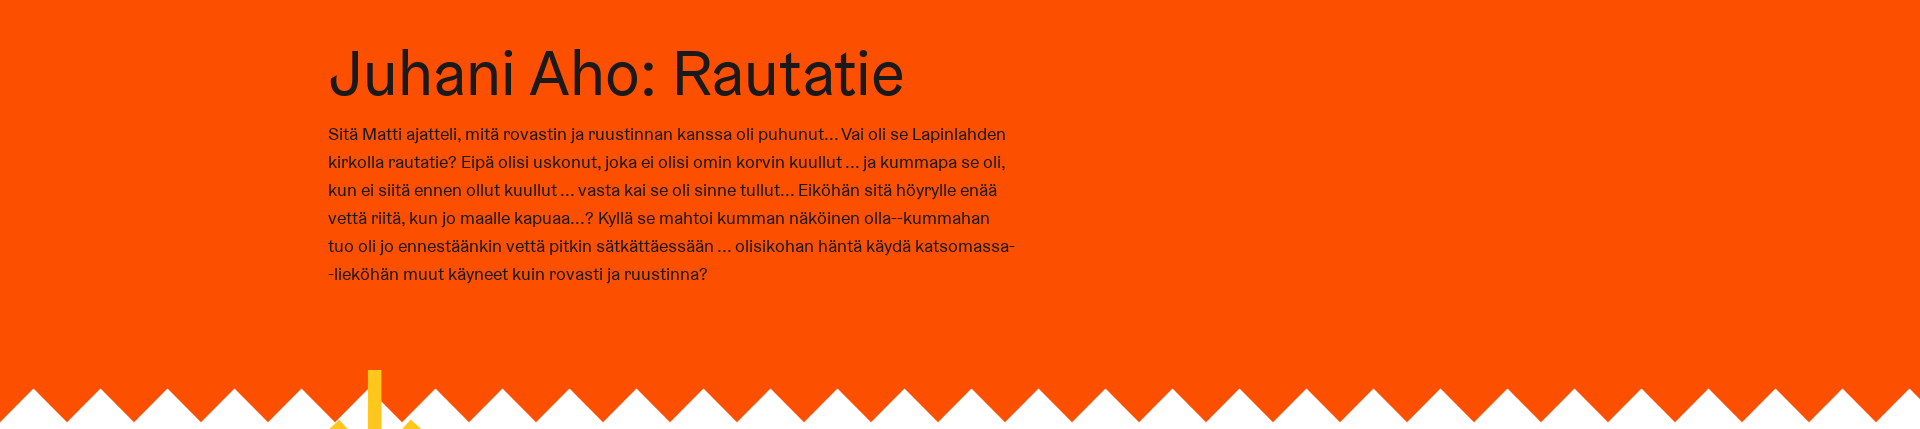 Juhani Aho: Rautatie
Sitä Matti ajatteli, mitä rovastin ja ruustinnan kanssa oli puhunut... Vai oli se Lapinlahden
kirkolla rautatie? Eipä olisi uskonut, joka ei olisi omin korvin kuullut ... ja kummapa se oli,
kun ei siitä ennen ollut kuullut ... vasta kai se oli sinne tullut... Eiköhän sitä höyrylle enää
vettä riitä, kun jo maalle kapuaa...? Kyllä se mahtoi kumman näköinen olla--kummahan
tuo oli jo ennestäänkin vettä pitkin sätkättäessään ... olisikohan häntä käydä katsomassa-
-lieköhän muut käyneet kuin rovasti ja ruustinna?